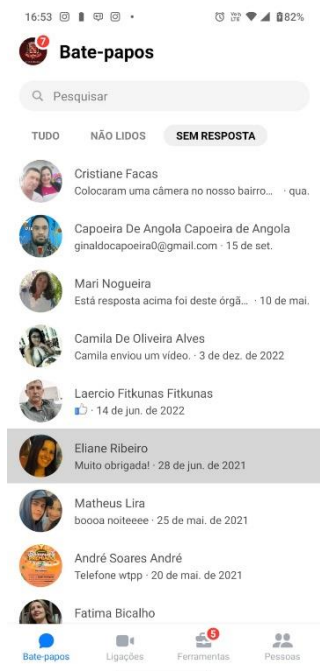 16:53
82%
7
Bate-papos
Pesquisar
TUDO NÃO LIDOS SEM RESPOSTA
Cristiane Facas
Colocaram uma câmera no nosso bairro... · qua.
Capoeira De Angola Capoeira de Angola
ginaldocapoeira0@gmail.com · 15 de set.
Mari Nogueira
Está resposta acima foi deste órgã... · 10 de mai.
Camila De Oliveira Alves
Camila enviou um vídeo. · 3 de dez. de 2022
Laercio Fitkunas Fitkunas
👍 · 14 de jun. de 2022
Eliane Ribeiro
Muito obrigada! · 28 de jun. de 2021
Matheus Lira
boooa noiteeee · 25 de mai. de 2021
André Soares André
Telefone wtpp · 20 de mai. de 2021
Fatima Bicalho
5
Bate-papos Ligações Ferramentas Pessoas